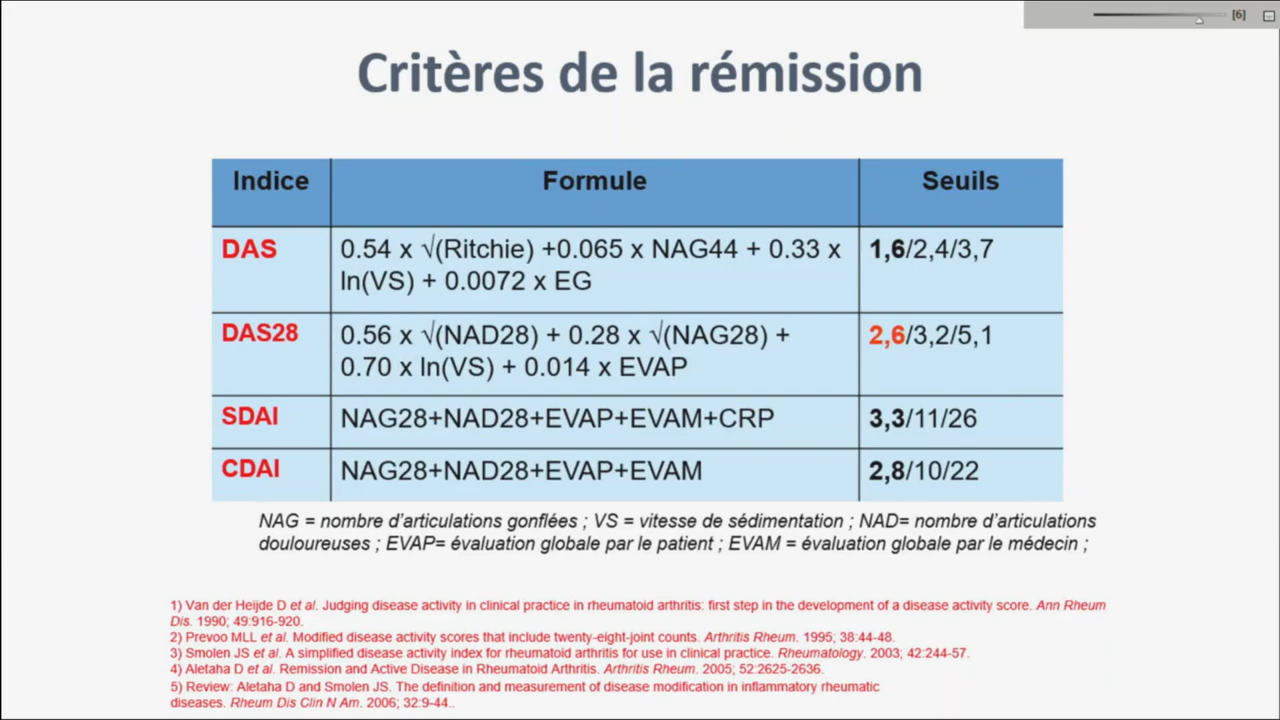 [6]
Critères de la rémission
Indice Formule Seuils
DAS 0.54 x √(Ritchie) +0.065 x NAG44 + 0.33 x 1,6/2,4/3,7
ln(VS) + 0.0072 x EG
DAS28 0.56 x √(NAD28) + 0.28 x √(NAG28) + 2,6/3,2/5,1
0.70 x ln(VS) + 0.014 x EVAP
SDAI NAG28+NAD28+EVAP+EVAM+CRP 3,3/11/26
CDAI NAG28+NAD28+EVAP+EVAM 2,8/10/22
NAG = nombre d'articulations gonflées ; VS = vitesse de sédimentation ; NAD= nombre d'articulations
douloureuses ; EVAP= évaluation globale par le patient ; EVAM = évaluation globale par le médecin ;
1) Van der Heijde D et al. Judging disease activity in clinical practice in rheumatoid arthritis: first step in the development of a disease activity score. Ann Rheum
Dis. 1990; 49:916-920.
2) Prevoo MLL et al. Modified disease activity scores that include twenty-eight-joint counts. Arthritis Rheum. 1995; 38:44-48.
3) Smolen JS et al. A simplified disease activity index for rheumatoid arthritis for use in clinical practice. Rheumatology. 2003; 42:244-57.
4) Aletaha D et al. Remission and Active Disease in Rheumatoid Arthritis. Arthritis Rheum. 2005; 52:2625-2636.
5) Review: Aletaha D and Smolen JS. The definition and measurement of disease modification in inflammatory rheumatic
diseases. Rheum Dis Clin N Am. 2006; 32:9-44..